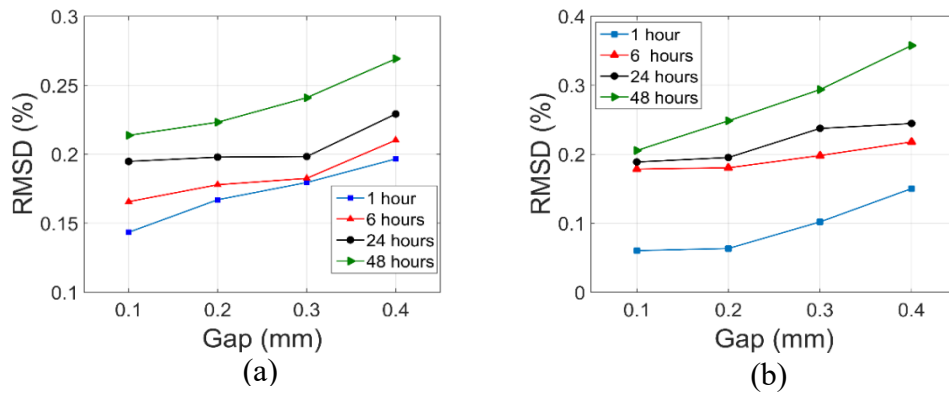 0.3
0.25
0.2
0.15
0.1
RMSD (%)
1 hour
6 hours
24 hours
48 hours
0.1 0.2 0.3 0.4
Gap (mm)
(a)
0.4
0.3
0.2
0.1
0
RMSD (%)
1 hour
6 hours
24 hours
48 hours
0.1 0.2 0.3 0.4
Gap (mm)
(b)